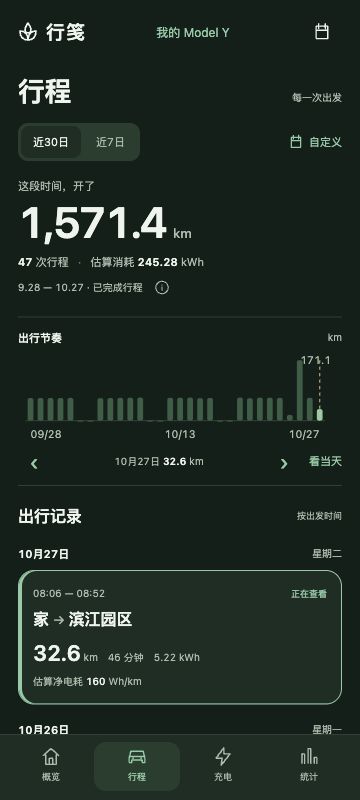 行笺
我的 Model Y
行程
每一次出发
近30日
近7日
自定义
这段时间，开了
1,571.4 km
47 次行程 · 估算消耗 245.28 kWh
9.28 — 10.27 · 已完成行程
出行节奏
km
171.1
09/28
10/13
10/27
‹
10月27日 32.6 km
›
看当天
出行记录
按出发时间
10月27日
星期二
08:06 — 08:52
正在查看
家 → 滨江园区
32.6 km 46 分钟 5.22 kWh
估算净电耗 160 Wh/km
10月26日
星期一
概览
行程
充电
统计